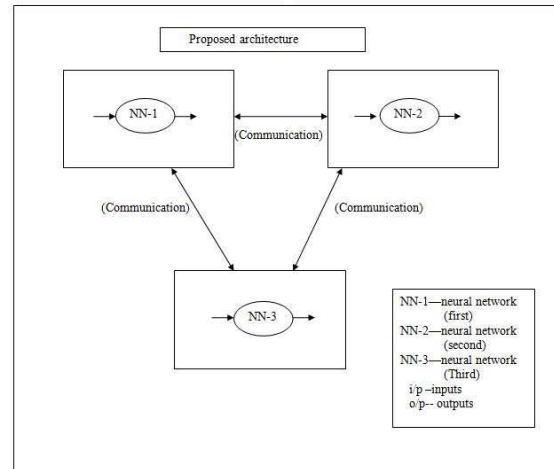 Proposed architecture
NN-1
NN-2
(Communication)
(Communication)
(Communication)
NN-3
NN-1—neural network
(first)
NN-2—neural network
(second)
NN-3—neural network
(Third)
i/p –inputs
o/p-- outputs